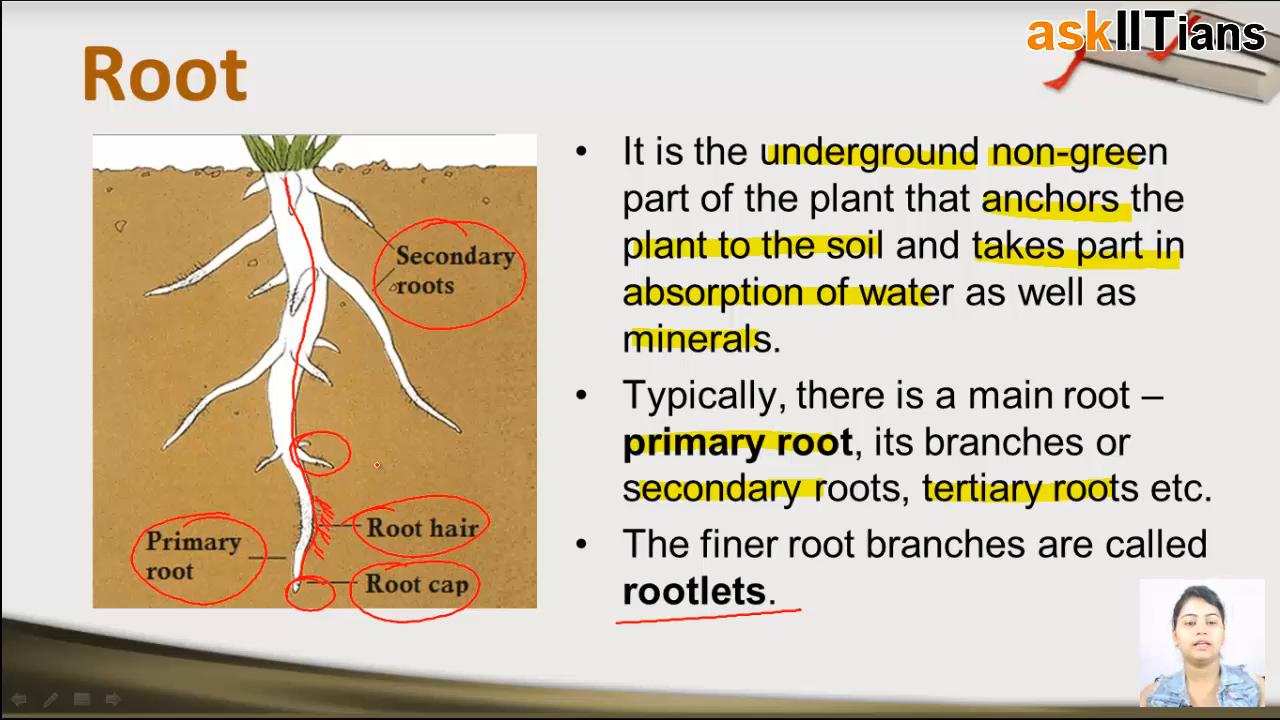 askIITians
Root
Secondary
roots
Root hair
Primary
root
Root cap
• It is the underground non-green
part of the plant that anchors the
plant to the soil and takes part in
absorption of water as well as
minerals.
• Typically, there is a main root –
primary root, its branches or
secondary roots, tertiary roots etc.
• The finer root branches are called
rootlets.